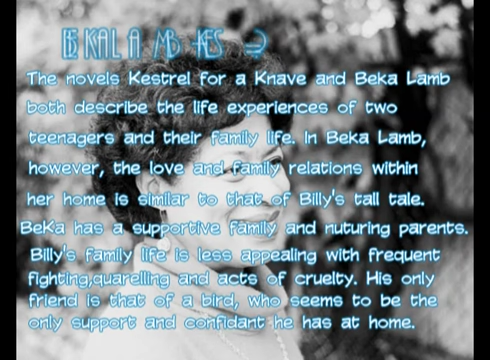 BEKAL A MB KES
The novels Kestrel for a Knave and Beka Lamb
both describe the life experiences of two
teenagers and their family life. In Beka Lamb,
however, the love and family relations within
her home is similar to that of Billy's tall tale.
BeKa has a supportive family and nuturing parents.
Billy's family life is less appealing with frequent
fighting,quarelling and acts of cruelty. His only
friend is that of a bird, who seems to be the
only support and confidant he has at home.